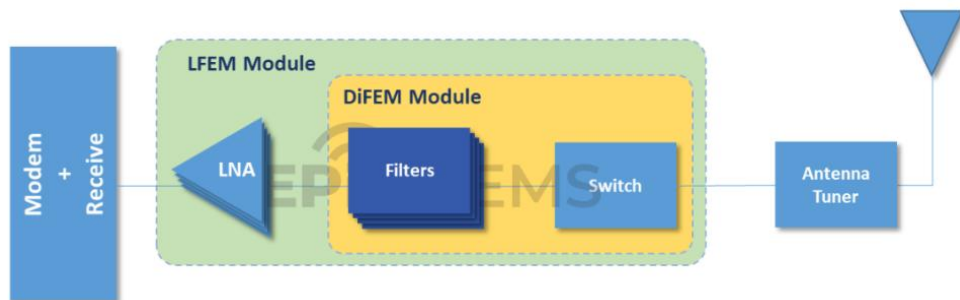 LFEM Module
DiFEM Module
Modem
+
Receive
LNA
Filters
Switch
Antenna
Tuner